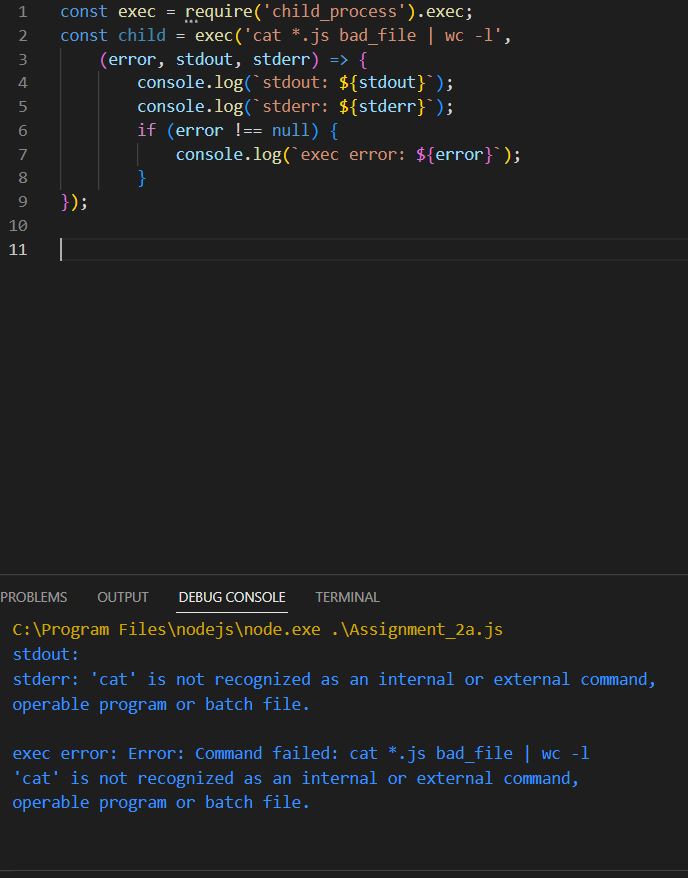 1 const exec = require('child_process').exec;
2 const child = exec('cat *.js bad_file | wc -l',
3 (error, stdout, stderr) => {
4 console.log(`stdout: ${stdout}`);
5 console.log(`stderr: ${stderr}`);
6 if (error !== null) {
7 console.log(`exec error: ${error}`);
8 }
9 });
10
11
PROBLEMS OUTPUT DEBUG CONSOLE TERMINAL
C:\Program Files\nodejs\node.exe .\Assignment_2a.js
stdout:
stderr: 'cat' is not recognized as an internal or external command,
operable program or batch file.
exec error: Error: Command failed: cat *.js bad_file | wc -l
'cat' is not recognized as an internal or external command,
operable program or batch file.